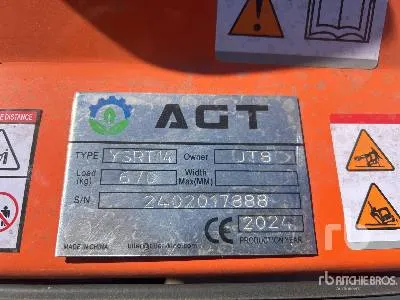 AGT
TYPE YSRT14 Owner UTS
Load (kg) 670 Width Max(MM)
S/N 2402017888
CE 2024
MADE IN CHINA PRODUCTION YEAR
E DISTANCE
RITCHIE BROS.